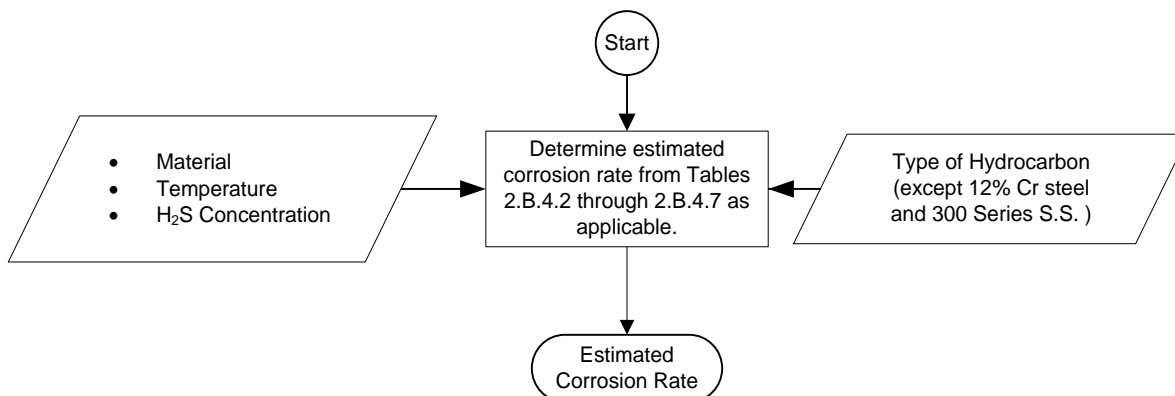 Start
• Material
• Temperature
• H₂S Concentration
Determine estimated
corrosion rate from Tables
2.B.4.2 through 2.B.4.7 as
applicable.
Type of Hydrocarbon
(except 12% Cr steel
and 300 Series S.S. )
Estimated
Corrosion Rate